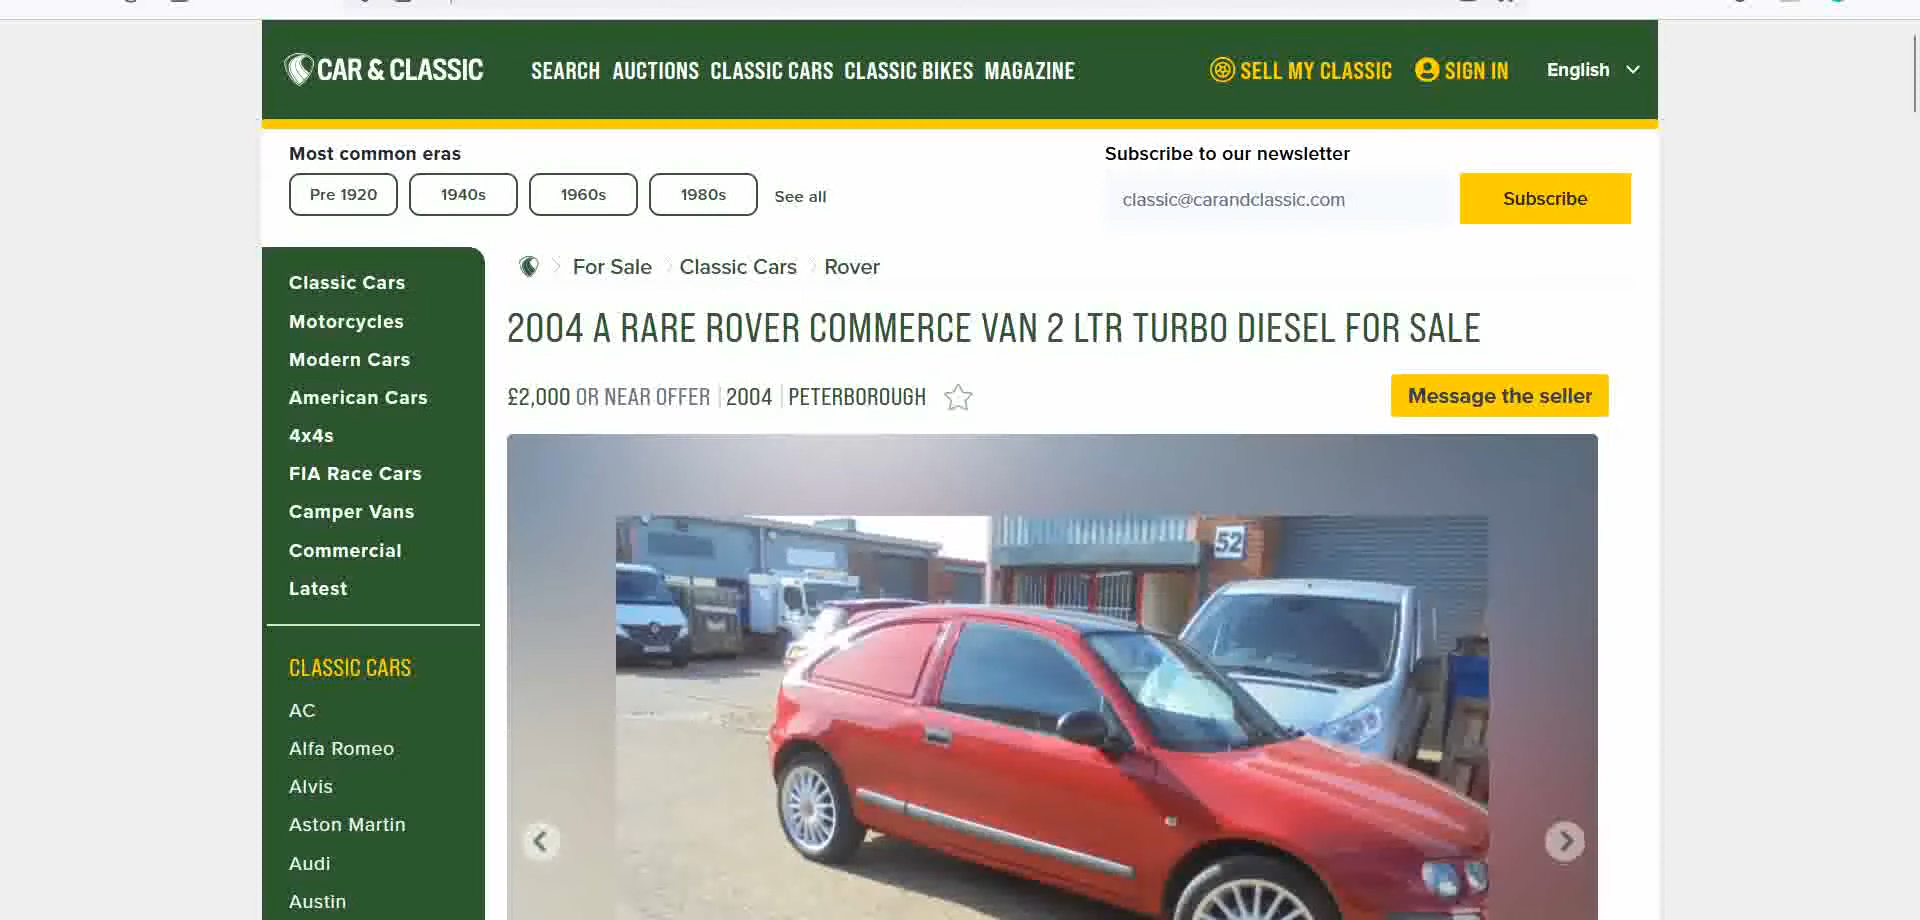 CAR & CLASSIC
SEARCH AUCTIONS CLASSIC CARS CLASSIC BIKES MAGAZINE
SELL MY CLASSIC SIGN IN English
Most common eras
Pre 1920 1940s 1960s 1980s See all
Subscribe to our newsletter
classic@carandclassic.com Subscribe
Classic Cars
Motorcycles
Modern Cars
American Cars
4x4s
FIA Race Cars
Camper Vans
Commercial
Latest
CLASSIC CARS
AC
Alfa Romeo
Alvis
Aston Martin
Audi
Austin
For Sale Classic Cars Rover
2004 A RARE ROVER COMMERCE VAN 2 LTR TURBO DIESEL FOR SALE
£2,000 OR NEAR OFFER 2004 PETERBOROUGH
Message the seller
52